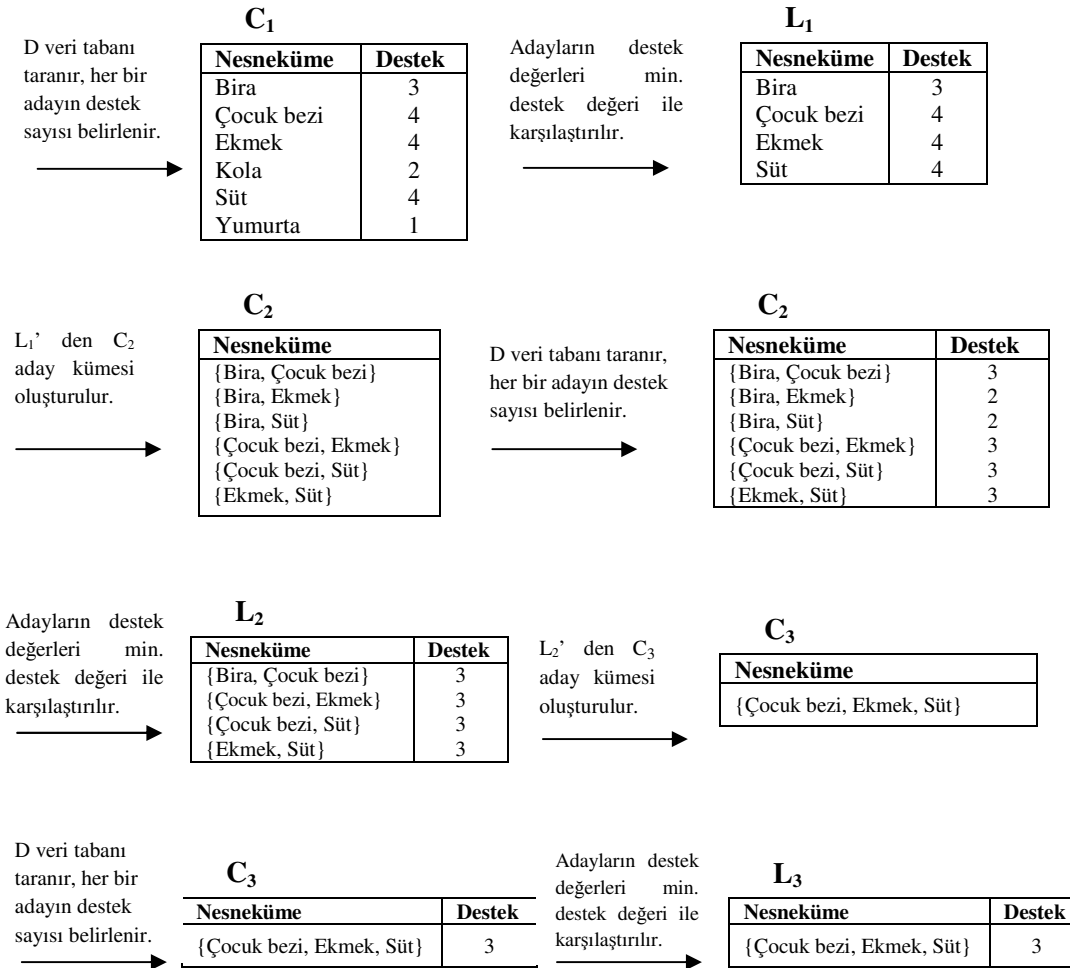 C1
D veri tabanı
taranır, her bir
adayın destek
sayısı belirlenir.
Nesneküme Destek
Bira 3
Çocuk bezi 4
Ekmek 4
Kola 2
Süt 4
Yumurta 1
Adayların destek
değerleri min.
destek değeri ile
karşılaştırılır.
L1
Nesneküme Destek
Bira 3
Çocuk bezi 4
Ekmek 4
Süt 4
L1’ den C2
aday kümesi
oluşturulur.
C2
Nesneküme
{Bira, Çocuk bezi}
{Bira, Ekmek}
{Bira, Süt}
{Çocuk bezi, Ekmek}
{Çocuk bezi, Süt}
{Ekmek, Süt}
D veri tabanı taranır,
her bir adayın destek
sayısı belirlenir.
C2
Nesneküme Destek
{Bira, Çocuk bezi} 3
{Bira, Ekmek} 2
{Bira, Süt} 2
{Çocuk bezi, Ekmek} 3
{Çocuk bezi, Süt} 3
{Ekmek, Süt} 3
Adayların destek
değerleri min.
destek değeri ile
karşılaştırılır.
L2
Nesneküme Destek
{Bira, Çocuk bezi} 3
{Çocuk bezi, Ekmek} 3
{Çocuk bezi, Süt} 3
{Ekmek, Süt} 3
L2’ den C3
aday kümesi
oluşturulur.
C3
Nesneküme
{Çocuk bezi, Ekmek, Süt}
D veri tabanı
taranır, her bir
adayın destek
sayısı belirlenir.
C3
Nesneküme Destek
{Çocuk bezi, Ekmek, Süt} 3
Adayların destek
değerleri min.
destek değeri ile
karşılaştırılır.
L3
Nesneküme Destek
{Çocuk bezi, Ekmek, Süt} 3